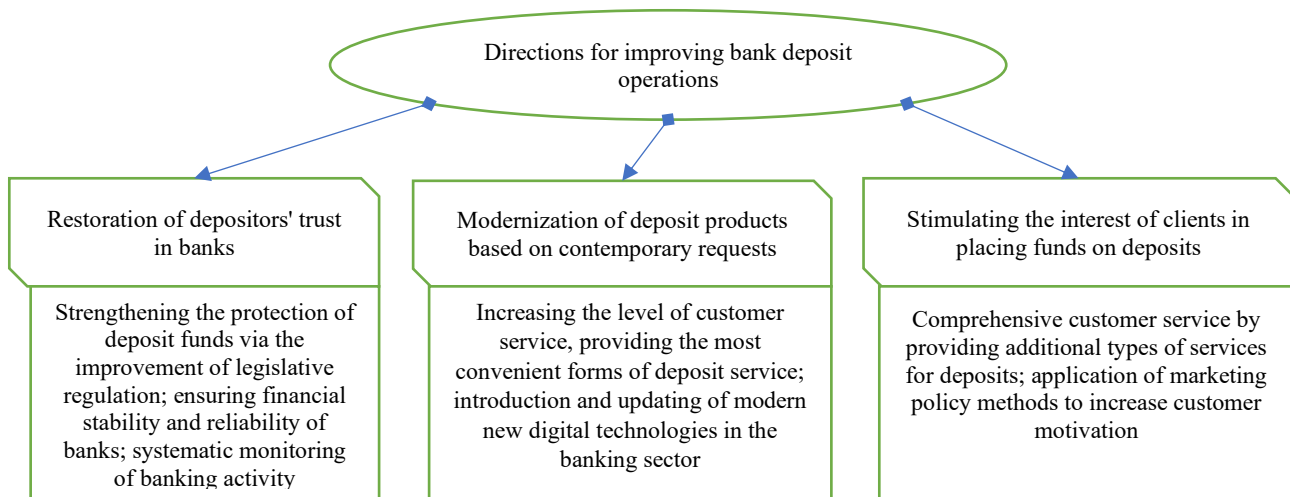 Directions for improving bank deposit
operations
Restoration of depositors' trust
in banks
Strengthening the protection of
deposit funds via the
improvement of legislative
regulation; ensuring financial
stability and reliability of
banks; systematic monitoring
of banking activity
Modernization of deposit products
based on contemporary requests
Increasing the level of customer
service, providing the most
convenient forms of deposit service;
introduction and updating of modern
new digital technologies in the
banking sector
Stimulating the interest of clients in
placing funds on deposits
Comprehensive customer service by
providing additional types of services
for deposits; application of marketing
policy methods to increase customer
motivation